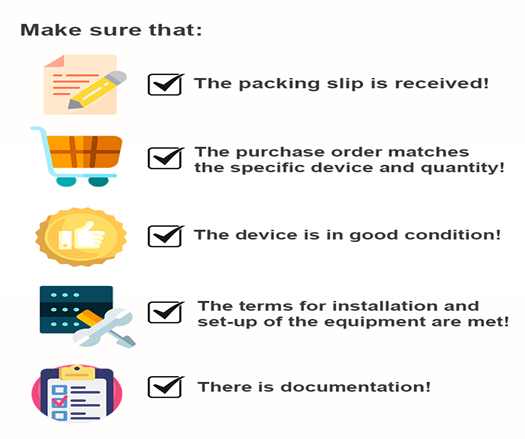 Make sure that:
The packing slip is received!
The purchase order matches
the specific device and quantity!
The device is in good condition!
The terms for installation and
set-up of the equipment are met!
There is documentation!